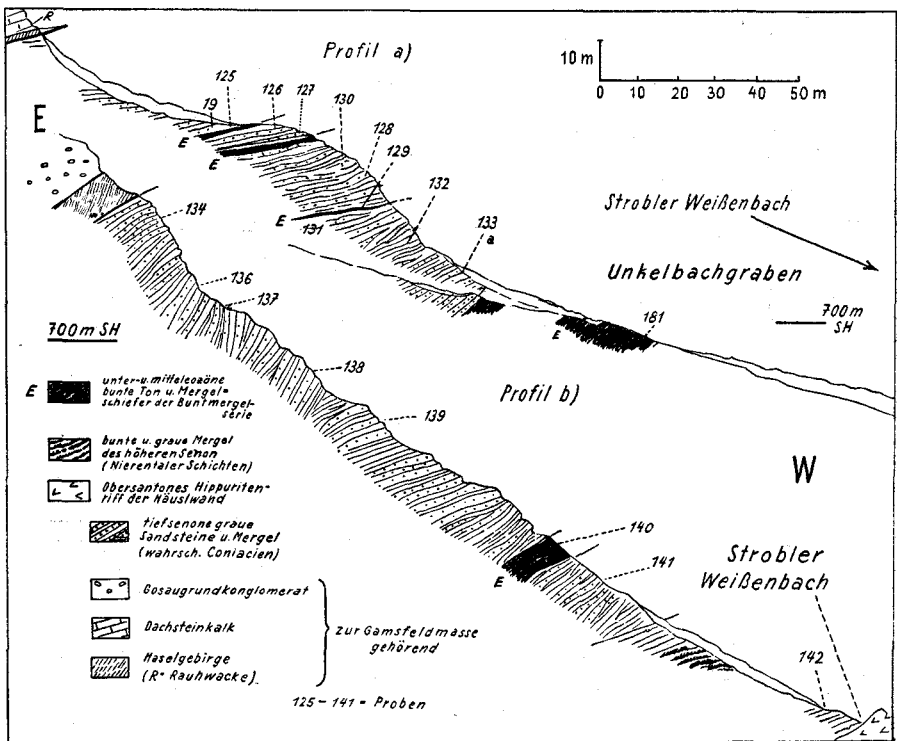 R
Profil a)
10 m
0 10 20 30 40 50 m
125
19
126
127
130
128
129
E
E
E
132
E
131
133
a
Strobler Weißenbach
Unkelbachgraben
700 m
SH
181
E
134
136
137
700 m SH
138
139
Profil b)
W
E
unter-u. mitteleozäne
bunte Ton u. Mergel=
schiefer der Buntmergel-
serie
bunte u. graue Mergel
des höheren Senon
(Nierentaler Schichten)
Obersantones Hippuriten-
riff der Näuslwand
tiefsenone graue
Sandsteine u. Mergel
(wahrsch. Coniacien)
Gosaugrundkonglomerat
Dachsteinkalk
Haselgebirge
(R= Rauhwacke)
zur Gamsfeldmasse
gehörend
125-141 = Proben
140
E
141
Strobler
Weißenbach
142